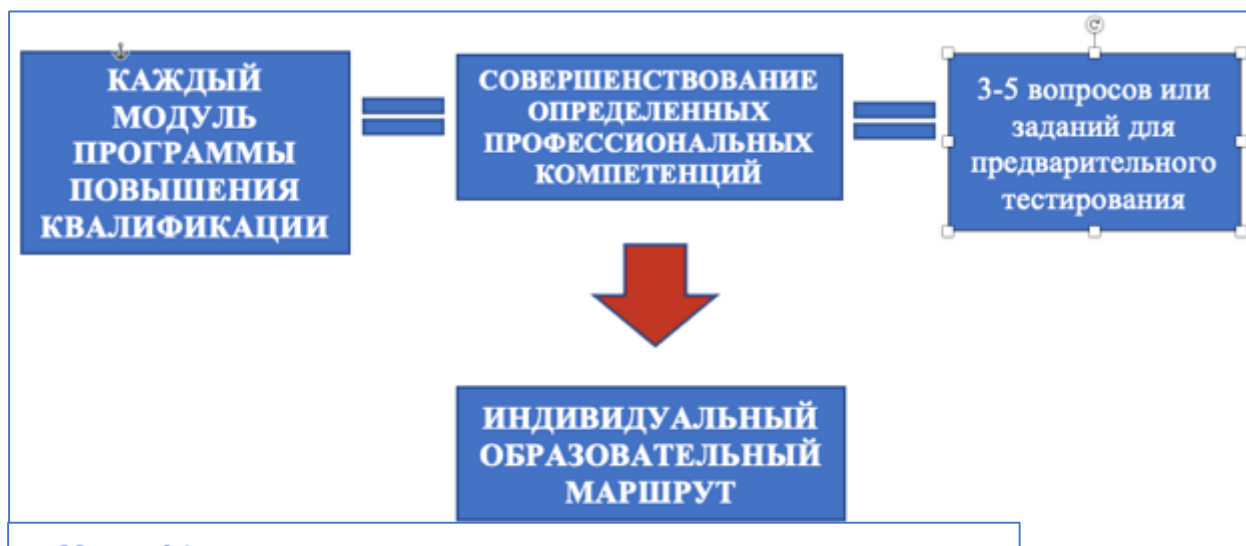 КАЖДЫЙ
МОДУЛЬ
ПРОГРАММЫ
ПОВЫШЕНИЯ
КВАЛИФИКАЦИИ
СОВЕРШЕНСТВОВАНИЕ
ОПРЕДЕЛЕННЫХ
ПРОФЕССИОНАЛЬНЫХ
КОМПЕТЕНЦИЙ
3-5 вопросов или
заданий для
предварительного
тестирования
ИНДИВИДУАЛЬНЫЙ
ОБРАЗОВАТЕЛЬНЫЙ
МАРШРУТ